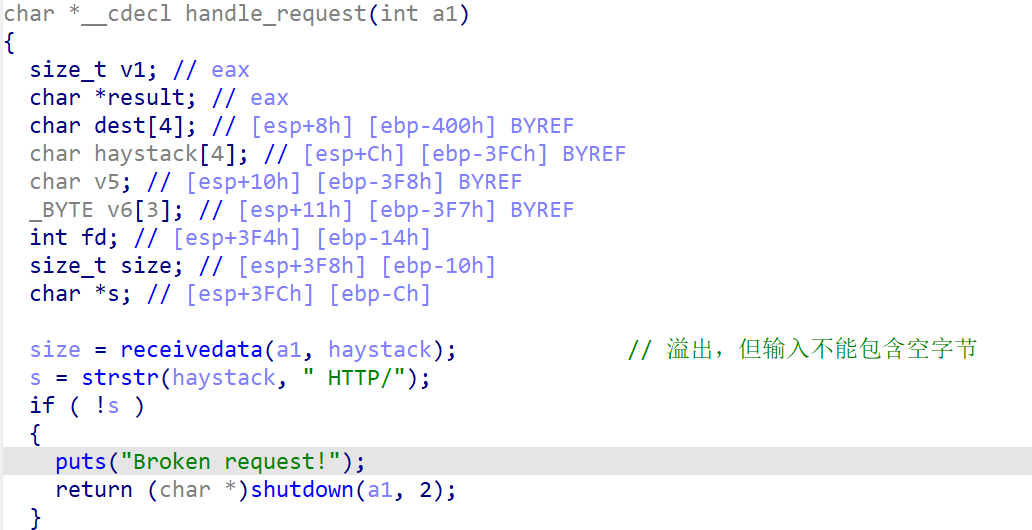 char *__cdecl handle_request(int a1)
{
  size_t v1; // eax
  char *result; // eax
  char dest[4]; // [esp+8h] [ebp-400h] BYREF
  char haystack[4]; // [esp+Ch] [ebp-3FCh] BYREF
  char v5; // [esp+10h] [ebp-3F8h] BYREF
  _BYTE v6[3]; // [esp+11h] [ebp-3F7h] BYREF
  int fd; // [esp+3F4h] [ebp-14h]
  size_t size; // [esp+3F8h] [ebp-10h]
  char *s; // [esp+3FCh] [ebp-Ch]
  size = receivedata(a1, haystack); // 溢出，但输入不能包含空字节
  s = strstr(haystack, " HTTP/");
  if ( !s )
  {
    puts("Broken request!");
    return (char *)shutdown(a1, 2);
  }